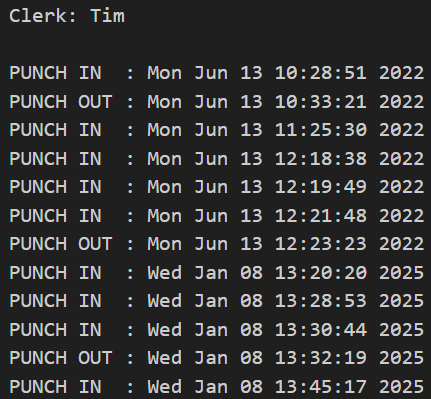 Clerk: Tim
PUNCH IN  : Mon Jun 13 10:28:51 2022
PUNCH OUT : Mon Jun 13 10:33:21 2022
PUNCH IN  : Mon Jun 13 11:25:30 2022
PUNCH IN  : Mon Jun 13 12:18:38 2022
PUNCH IN  : Mon Jun 13 12:19:49 2022
PUNCH IN  : Mon Jun 13 12:21:48 2022
PUNCH OUT : Mon Jun 13 12:23:23 2022
PUNCH IN  : Wed Jan 08 13:20:20 2025
PUNCH IN  : Wed Jan 08 13:28:53 2025
PUNCH IN  : Wed Jan 08 13:30:44 2025
PUNCH OUT : Wed Jan 08 13:32:19 2025
PUNCH IN  : Wed Jan 08 13:45:17 2025